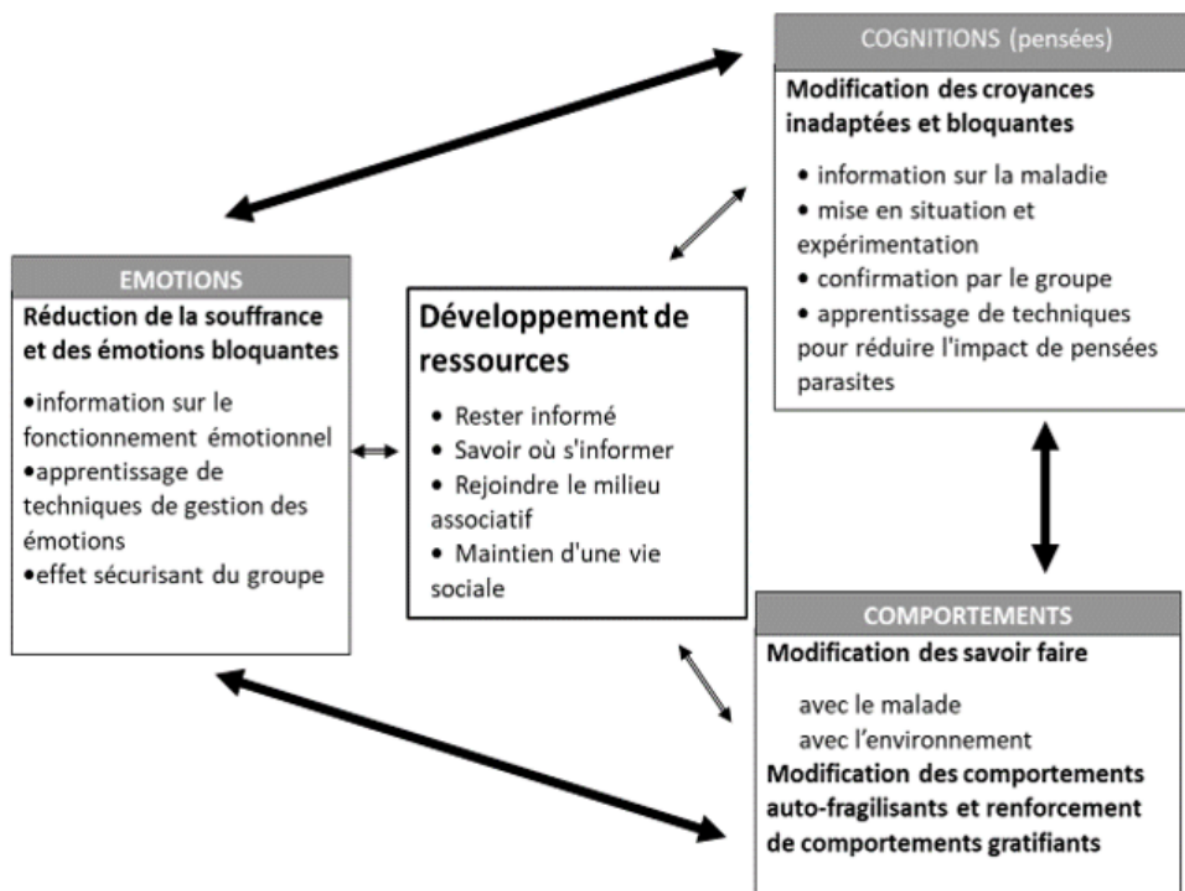 COGNITIONS (pensées)
Modification des croyances
inadaptées et bloquantes
• information sur la maladie
• mise en situation et
expérimentation
• confirmation par le groupe
• apprentissage de techniques
pour réduire l'impact de pensées
parasites
EMOTIONS
Réduction de la souffrance
et des émotions bloquantes
•information sur le
fonctionnement émotionnel
•apprentissage de
techniques de gestion des
émotions
•effet sécurisant du groupe
Développement de
ressources
• Rester informé
• Savoir où s'informer
• Rejoindre le milieu
associatif
• Maintien d'une vie
sociale
COMPORTEMENTS
Modification des savoir faire
avec le malade
avec l’environnement
Modification des comportements
auto-fragilisants et renforcement
de comportements gratifiants